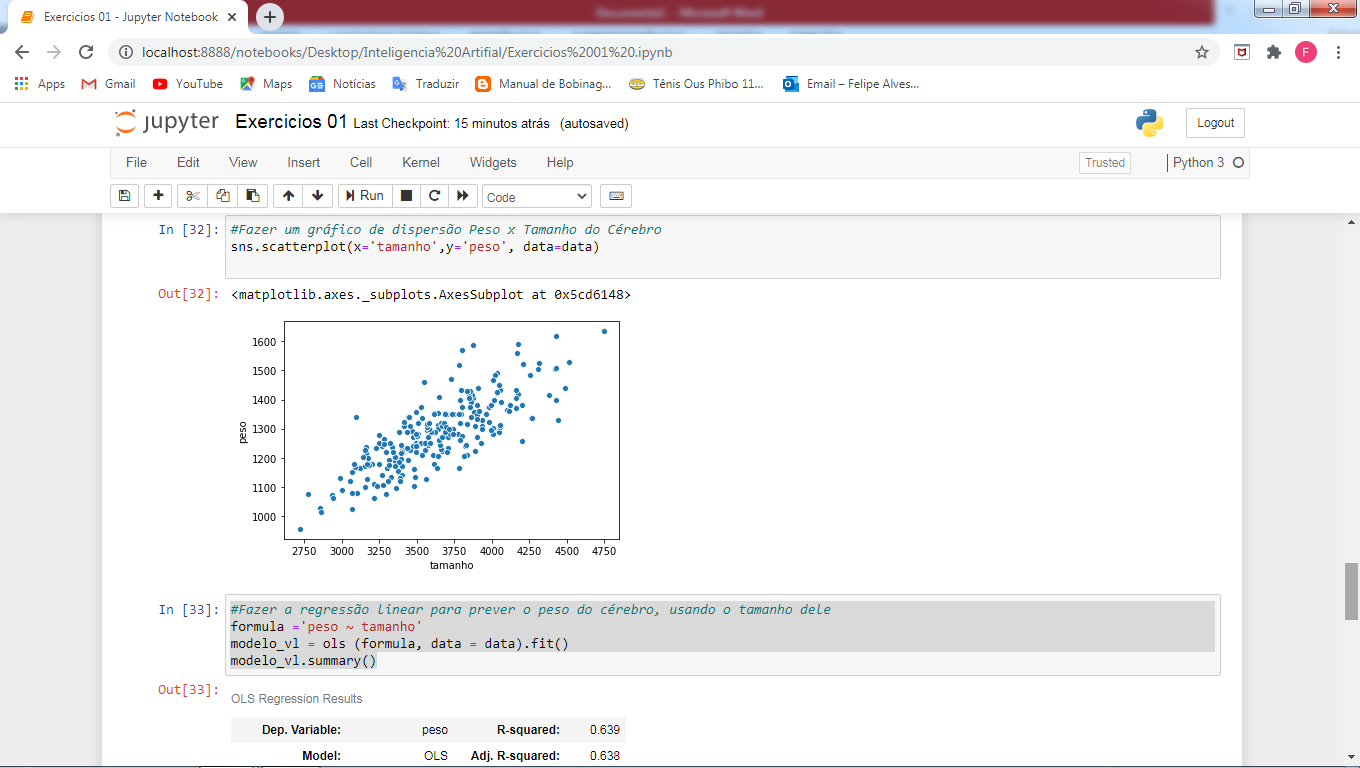 Documento1 - Microsoft Word
Exercicios 01 - Jupyter Notebook
localhost:8888/notebooks/Desktop/Inteligencia%20Artifial/Exercicios%2001%20.ipynb
F
Apps Gmail YouTube Maps Notícias Traduzir Manual de Bobinag... Tênis Ous Phibo 11... Email – Felipe Alves...
jupyter Exercicios 01 Last Checkpoint: 15 minutos atrás (autosaved)
Logout
File Edit View Insert Cell Kernel Widgets Help
Trusted
Python 3
Run
Code
In [32]: #Fazer um gráfico de dispersão Peso x Tamanho do Cérebro
sns.scatterplot(x='tamanho',y='peso', data=data)
Out[32]: <matplotlib.axes._subplots.AxesSubplot at 0x5cd6148>
1600
1500
1400
1300
1200
1100
1000
peso
2750 3000 3250 3500 3750 4000 4250 4500 4750
tamanho
In [33]: #Fazer a regressão linear para prever o peso do cérebro, usando o tamanho dele
formula ='peso ~ tamanho'
modelo_vl = ols (formula, data = data).fit()
modelo_vl.summary()
Out[33]:
OLS Regression Results
Dep. Variable: peso R-squared: 0.639
Model: OLS Adj. R-squared: 0.638